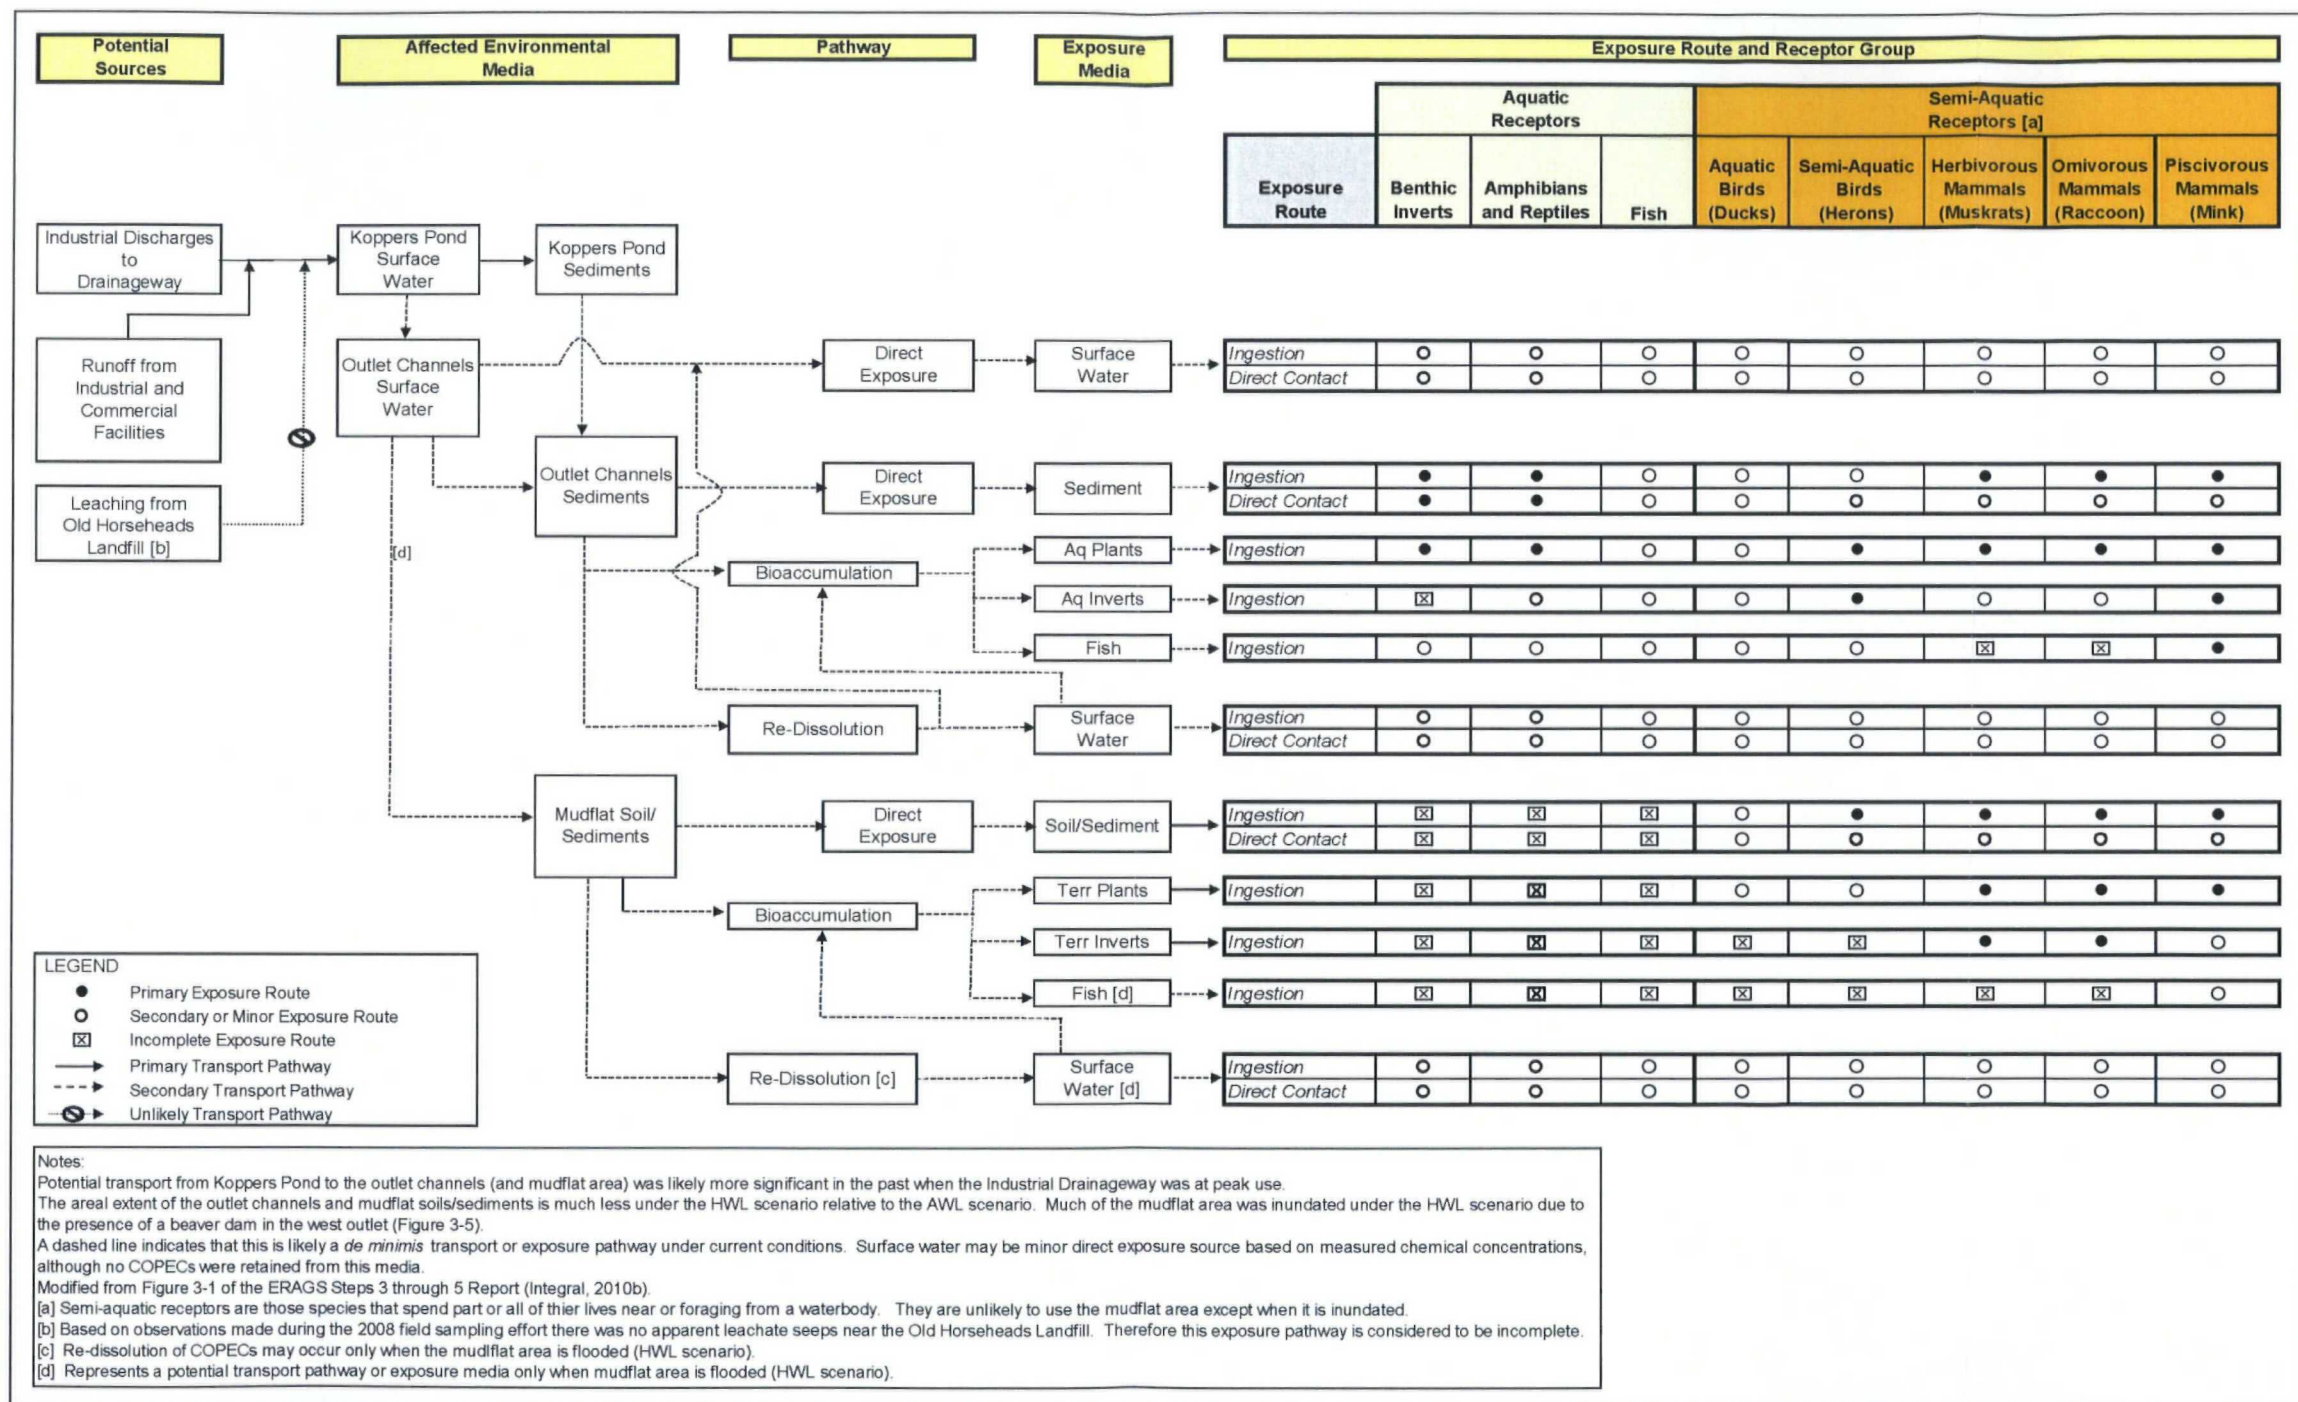 Potential
Sources
Affected Environmental
Media
Pathway
Exposure
Media
Exposure Route and Receptor Group
Aquatic
Receptors
Semi-Aquatic
Receptors [a]
Exposure
Route
Benthic
Inverts
Amphibians
and Reptiles
Fish
Aquatic
Birds
(Ducks)
Semi-Aquatic
Birds
(Herons)
Herbivorous
Mammals
(Muskrats)
Omivorous
Mammals
(Raccoon)
Piscivorous
Mammals
(Mink)
Industrial Discharges
to
Drainageway
Koppers Pond
Surface
Water
Koppers Pond
Sediments
Runoff from
Industrial and
Commercial
Facilities
Outlet Channels
Surface
Water
Direct
Exposure
Surface
Water
Ingestion
Direct Contact
Leaching from
Old Horseheads
Landfill [b]
[d]
Outlet Channels
Sediments
Direct
Exposure
Sediment
Ingestion
Direct Contact
Bioaccumulation
Aq Plants
Ingestion
Aq Inverts
Ingestion
Fish
Ingestion
Re-Dissolution
Surface
Water
Ingestion
Direct Contact
Mudflat Soil/
Sediments
Direct
Exposure
Soil/Sediment
Ingestion
Direct Contact
Bioaccumulation
Terr Plants
Ingestion
Terr Inverts
Ingestion
Fish [d]
Ingestion
Re-Dissolution [c]
Surface
Water [d]
Ingestion
Direct Contact
LEGEND
Primary Exposure Route
Secondary or Minor Exposure Route
Incomplete Exposure Route
Primary Transport Pathway
Secondary Transport Pathway
Unlikely Transport Pathway
Notes:
Potential transport from Koppers Pond to the outlet channels (and mudflat area) was likely more significant in the past when the Industrial Drainageway was at peak use.
The areal extent of the outlet channels and mudflat soils/sediments is much less under the HWL scenario relative to the AWL scenario. Much of the mudflat area was inundated under the HWL scenario due to
the presence of a beaver dam in the west outlet (Figure 3-5).
A dashed line indicates that this is likely a de minimis transport or exposure pathway under current conditions. Surface water may be minor direct exposure source based on measured chemical concentrations,
although no COPECs were retained from this media.
Modified from Figure 3-1 of the ERAGS Steps 3 through 5 Report (Integral, 2010b).
[a] Semi-aquatic receptors are those species that spend part or all of thier lives near or foraging from a waterbody. They are unlikely to use the mudflat area except when it is inundated.
[b] Based on observations made during the 2008 field sampling effort there was no apparent leachate seeps near the Old Horseheads Landfill. Therefore this exposure pathway is considered to be incomplete.
[c] Re-dissolution of COPECs may occur only when the mudlflat area is flooded (HWL scenario).
[d] Represents a potential transport pathway or exposure media only when mudflat area is flooded (HWL scenario).